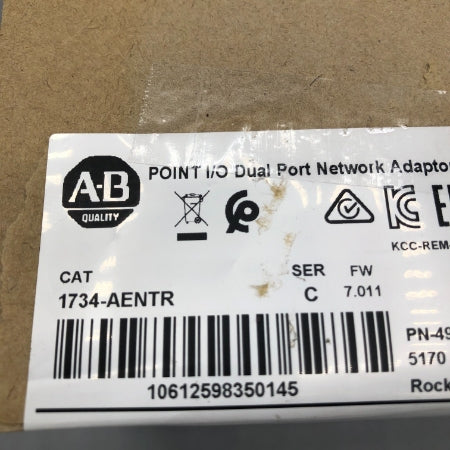 A-B
QUALITY
POINT I/O Dual Port Network Adaptor
KCC-REM-
CAT
1734-AENTR
SER
C
FW
7.011
PN-49
5170
10612598350145
Rock